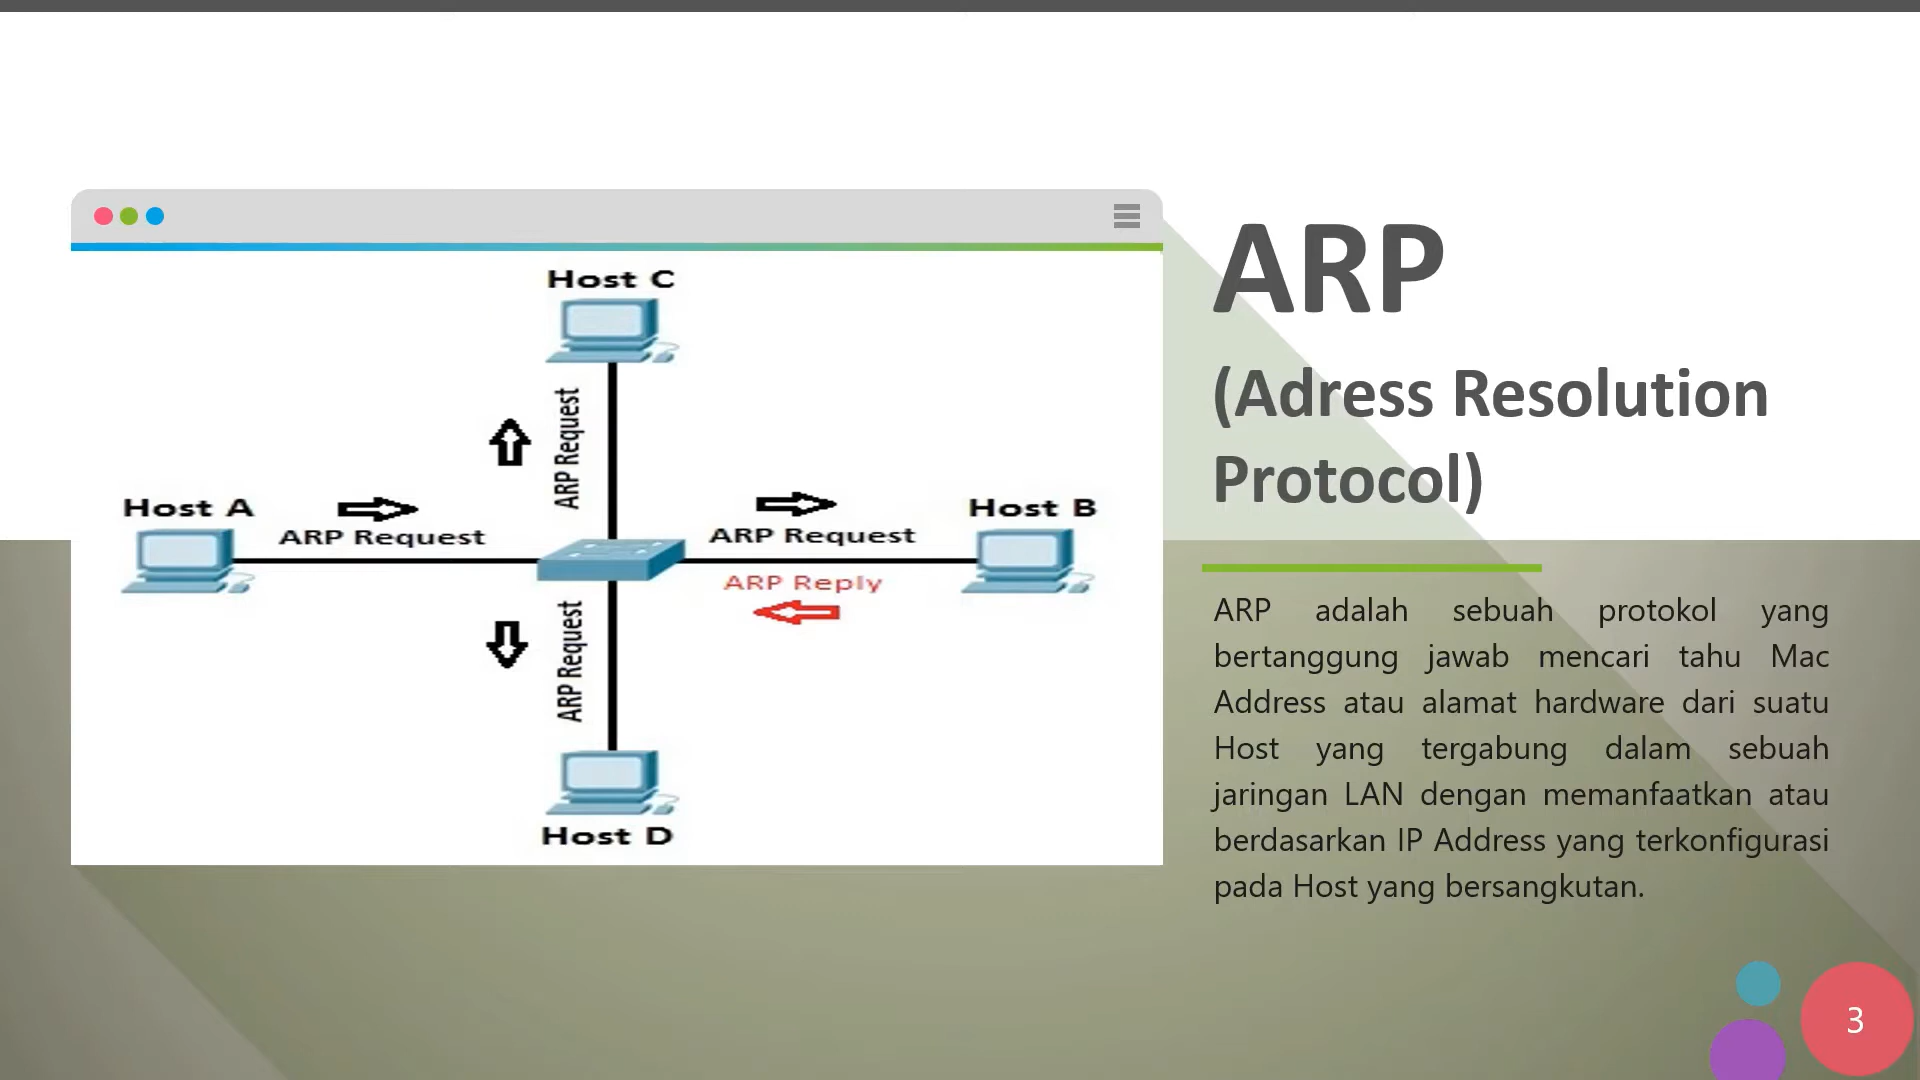 Host C
ARP Request
Host A
ARP Request
ARP Request
Host B
ARP Reply
ARP Request
Host D
ARP
(Adress Resolution
Protocol)
ARP adalah sebuah protokol yang
bertanggung jawab mencari tahu Mac
Address atau alamat hardware dari suatu
Host yang tergabung dalam sebuah
jaringan LAN dengan memanfaatkan atau
berdasarkan IP Address yang terkonfigurasi
pada Host yang bersangkutan.
3